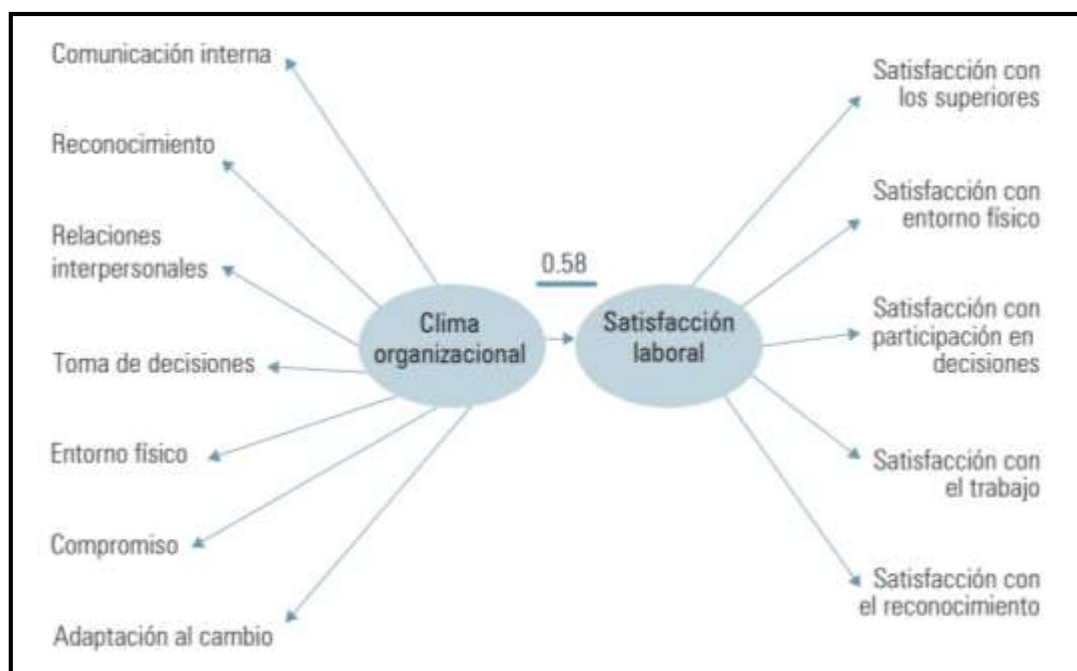 Comunicación interna
Reconocimiento
Relaciones
interpersonales
Toma de decisiones
Entorno físico
Compromiso
Adaptación al cambio
Clima
organizacional
0.58
Satisfacción
laboral
Satisfacción con
los superiores
Satisfacción con
entorno físico
Satisfacción con
participación en
decisiones
Satisfacción con
el trabajo
Satisfacción con
el reconocimiento